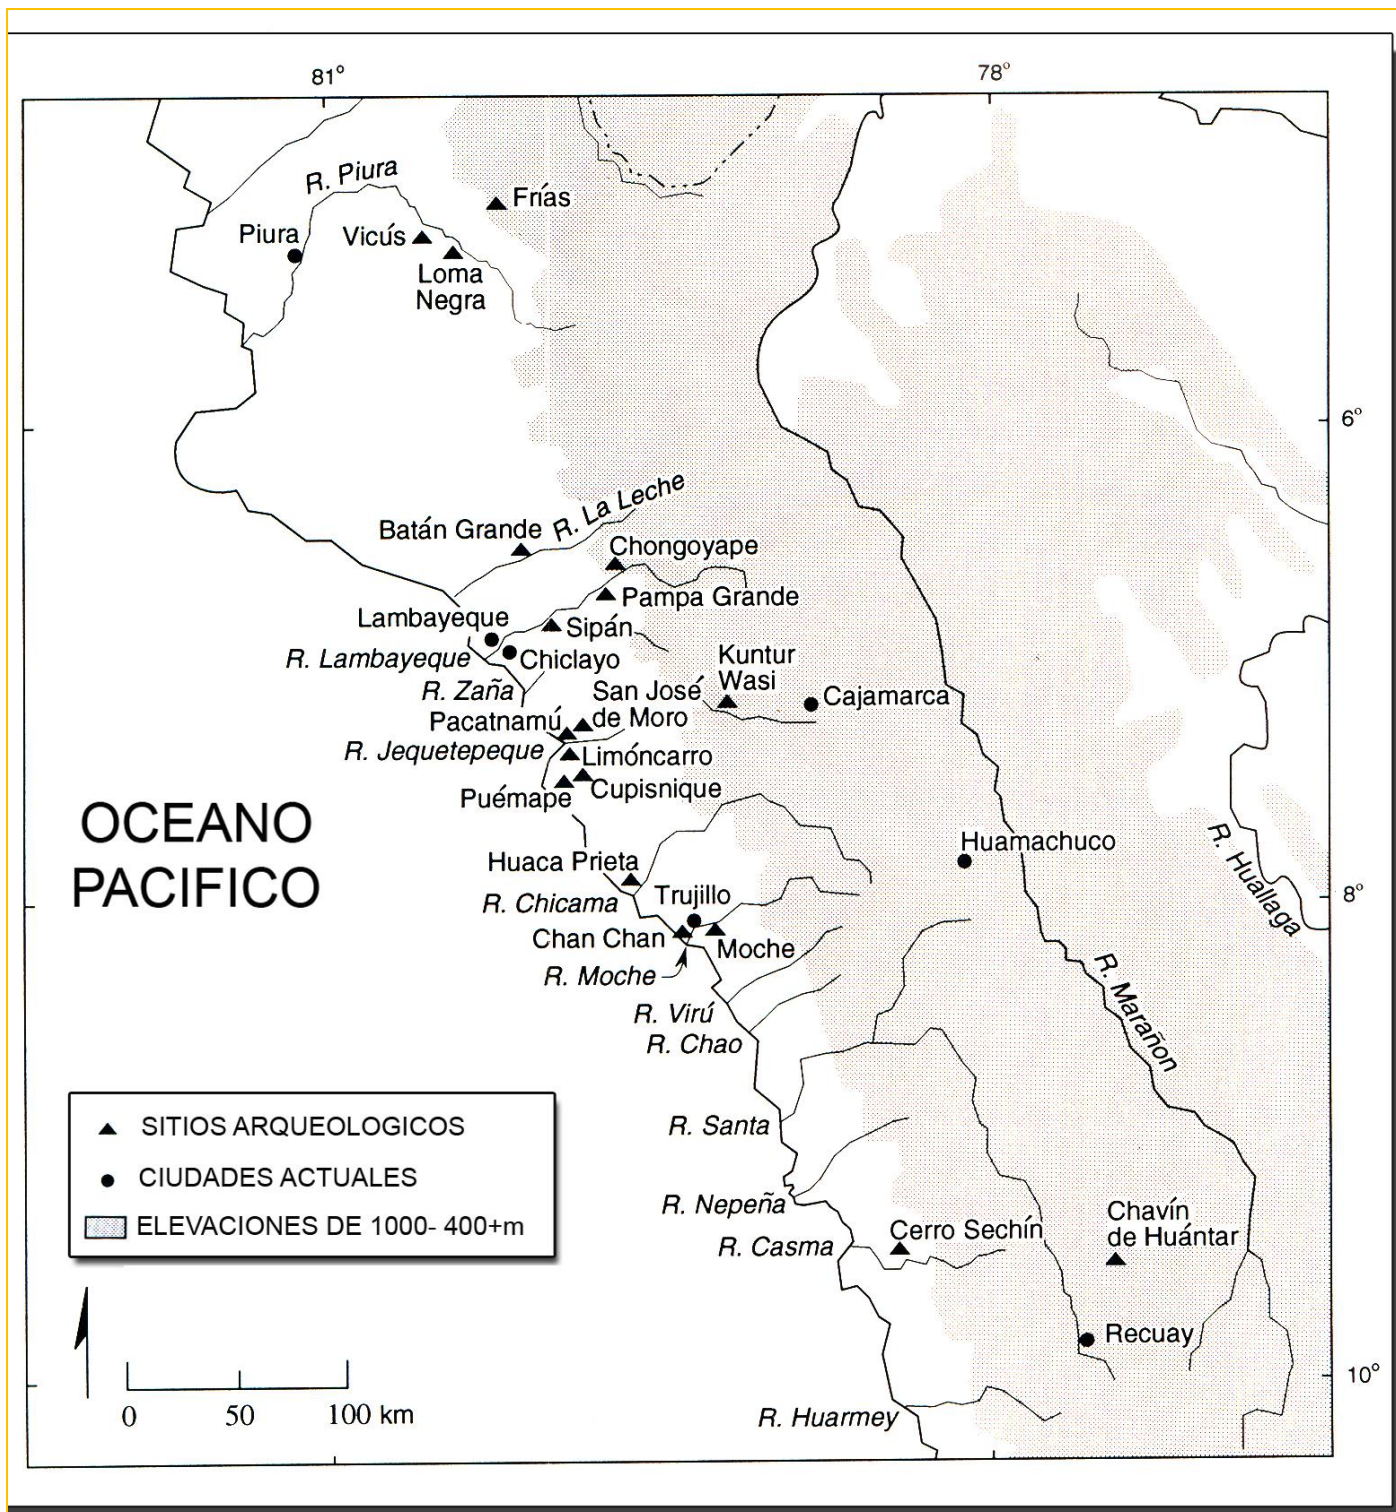 81°
78°
R. Piura
Frías
Piura
Vicús
Loma
Negra
6°
R. La Leche
Batán Grande
Chongoyape
Pampa Grande
Lambayeque
Sipán
R. Lambayeque
Chiclayo
Kuntur
Wasi
R. Zaña
San José
de Moro
Cajamarca
Pacatnamú
R. Jequetepeque
Limóncarro
Cupisnique
Puémape
OCEANO
PACIFICO
Huamachuco
R. Huallaga
Huaca Prieta
8°
Trujillo
R. Chicama
Chan Chan
Moche
R. Moche
R. Marañon
R. Virú
R. Chao
SITIOS ARQUEOLOGICOS
CIUDADES ACTUALES
ELEVACIONES DE 1000- 400+m
R. Santa
R. Nepeña
Cerro Sechín
Chavín
de Huántar
R. Casma
Recuay
10°
0 50 100 km
R. Huarmey